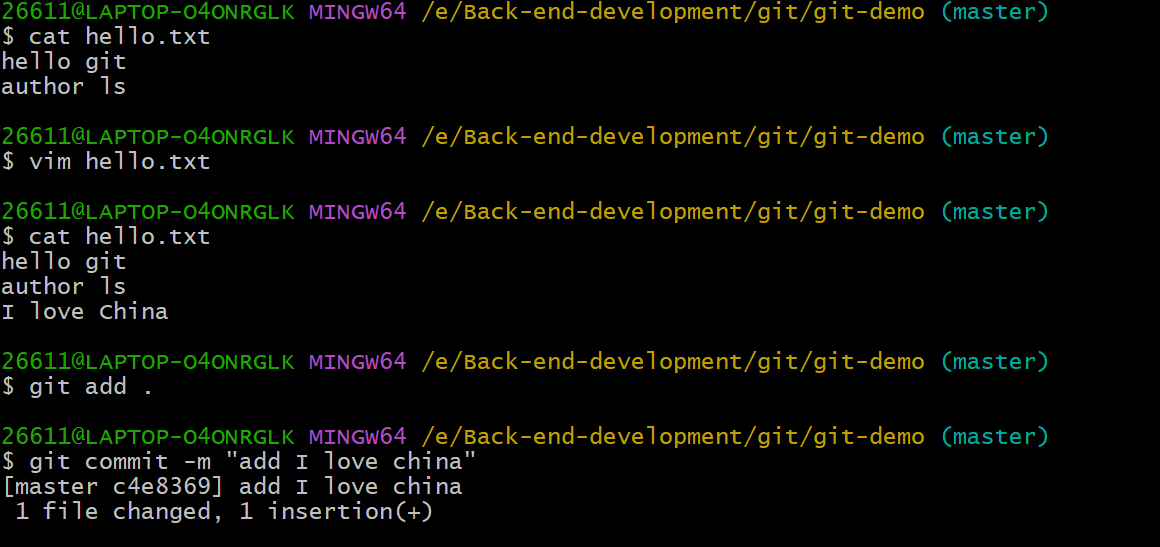 26611@LAPTOP-O4ONRGLK MINGW64 /e/Back-end-development/git/git-demo (master)
$ cat hello.txt
hello git
author ls
26611@LAPTOP-O4ONRGLK MINGW64 /e/Back-end-development/git/git-demo (master)
$ vim hello.txt
26611@LAPTOP-O4ONRGLK MINGW64 /e/Back-end-development/git/git-demo (master)
$ cat hello.txt
hello git
author ls
I love China
26611@LAPTOP-O4ONRGLK MINGW64 /e/Back-end-development/git/git-demo (master)
$ git add .
26611@LAPTOP-O4ONRGLK MINGW64 /e/Back-end-development/git/git-demo (master)
$ git commit -m "add I love china"
[master c4e8369] add I love china
 1 file changed, 1 insertion(+)